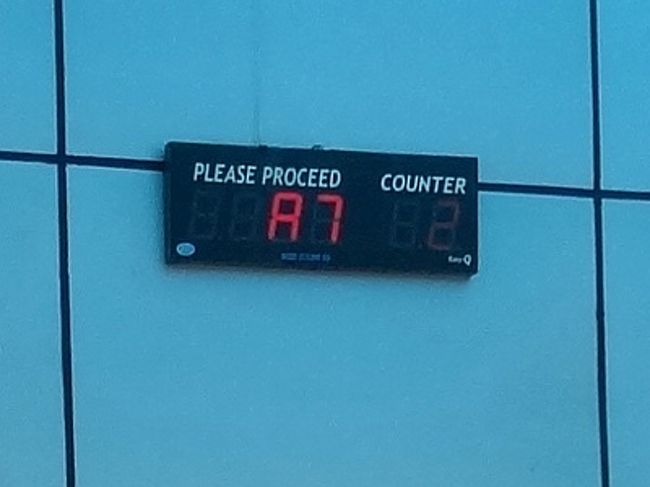 PLEASE PROCEED COUNTER
A7 2
Q